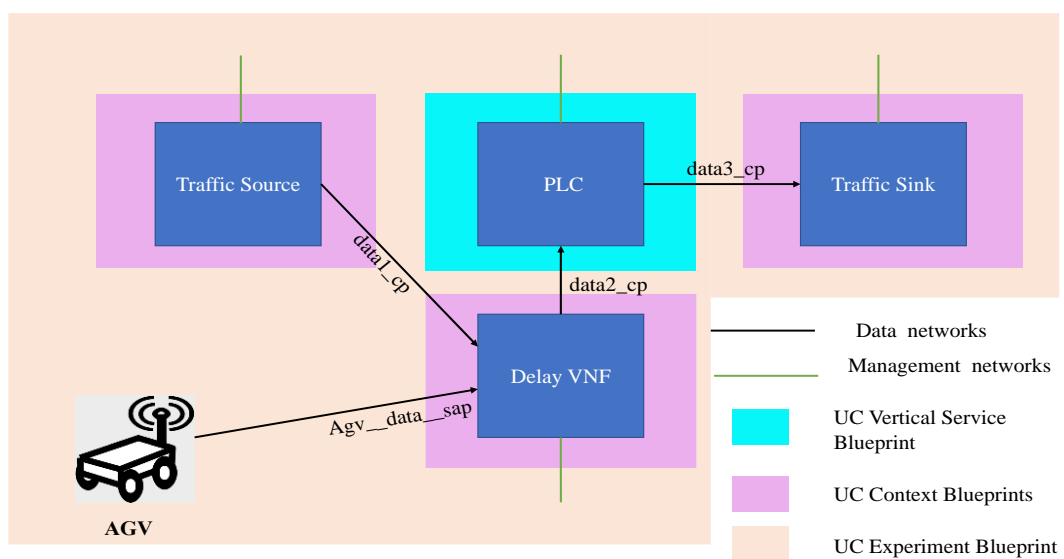 Traffic Source
PLC
Traffic Sink
data3_cp
data1_cp
data2_cp
Delay VNF
Agv__data__sap
AGV
Data networks
Management networks
UC Vertical Service
Blueprint
UC Context Blueprints
UC Experiment Blueprint